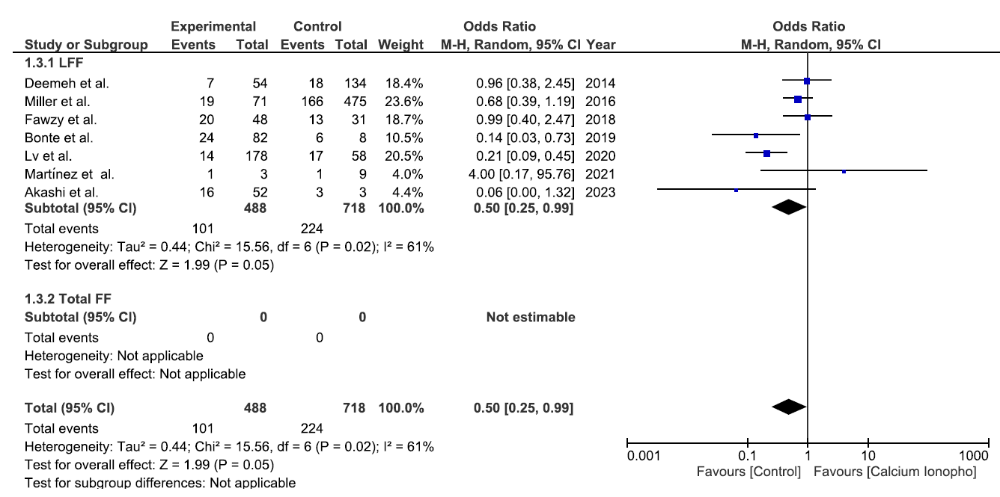 Experimental Control Odds Ratio Odds Ratio
Study or Subgroup Events Total Events Total Weight M-H, Random, 95% CI Year M-H, Random, 95% CI
1.3.1 LFF
Deemeh et al. 7 54 18 134 18.4% 0.96 [0.38, 2.45] 2014
Miller et al. 19 71 166 475 23.6% 0.68 [0.39, 1.19] 2016
Fawzy et al. 20 48 13 31 18.7% 0.99 [0.40, 2.47] 2018
Bonte et al. 24 82 6 8 10.5% 0.14 [0.03, 0.73] 2019
Lv et al. 14 178 17 58 20.5% 0.21 [0.09, 0.45] 2020
Martínez et al. 1 3 1 9 4.0% 4.00 [0.17, 95.76] 2021
Akashi et al. 16 52 3 3 4.4% 0.06 [0.00, 1.32] 2023
Subtotal (95% CI) 488 718 100.0% 0.50 [0.25, 0.99]
Total events 101 224
Heterogeneity: Tau² = 0.44; Chi² = 15.56, df = 6 (P = 0.02); I² = 61%
Test for overall effect: Z = 1.99 (P = 0.05)
1.3.2 Total FF
Subtotal (95% CI) 0 0 Not estimable
Total events 0 0
Heterogeneity: Not applicable
Test for overall effect: Not applicable
Total (95% CI) 488 718 100.0% 0.50 [0.25, 0.99]
Total events 101 224
Heterogeneity: Tau² = 0.44; Chi² = 15.56, df = 6 (P = 0.02); I² = 61%
Test for overall effect: Z = 1.99 (P = 0.05)
Test for subgroup differences: Not applicable
0.001 0.1 1 10 1000
Favours [Control] Favours [Calcium Ionopho]